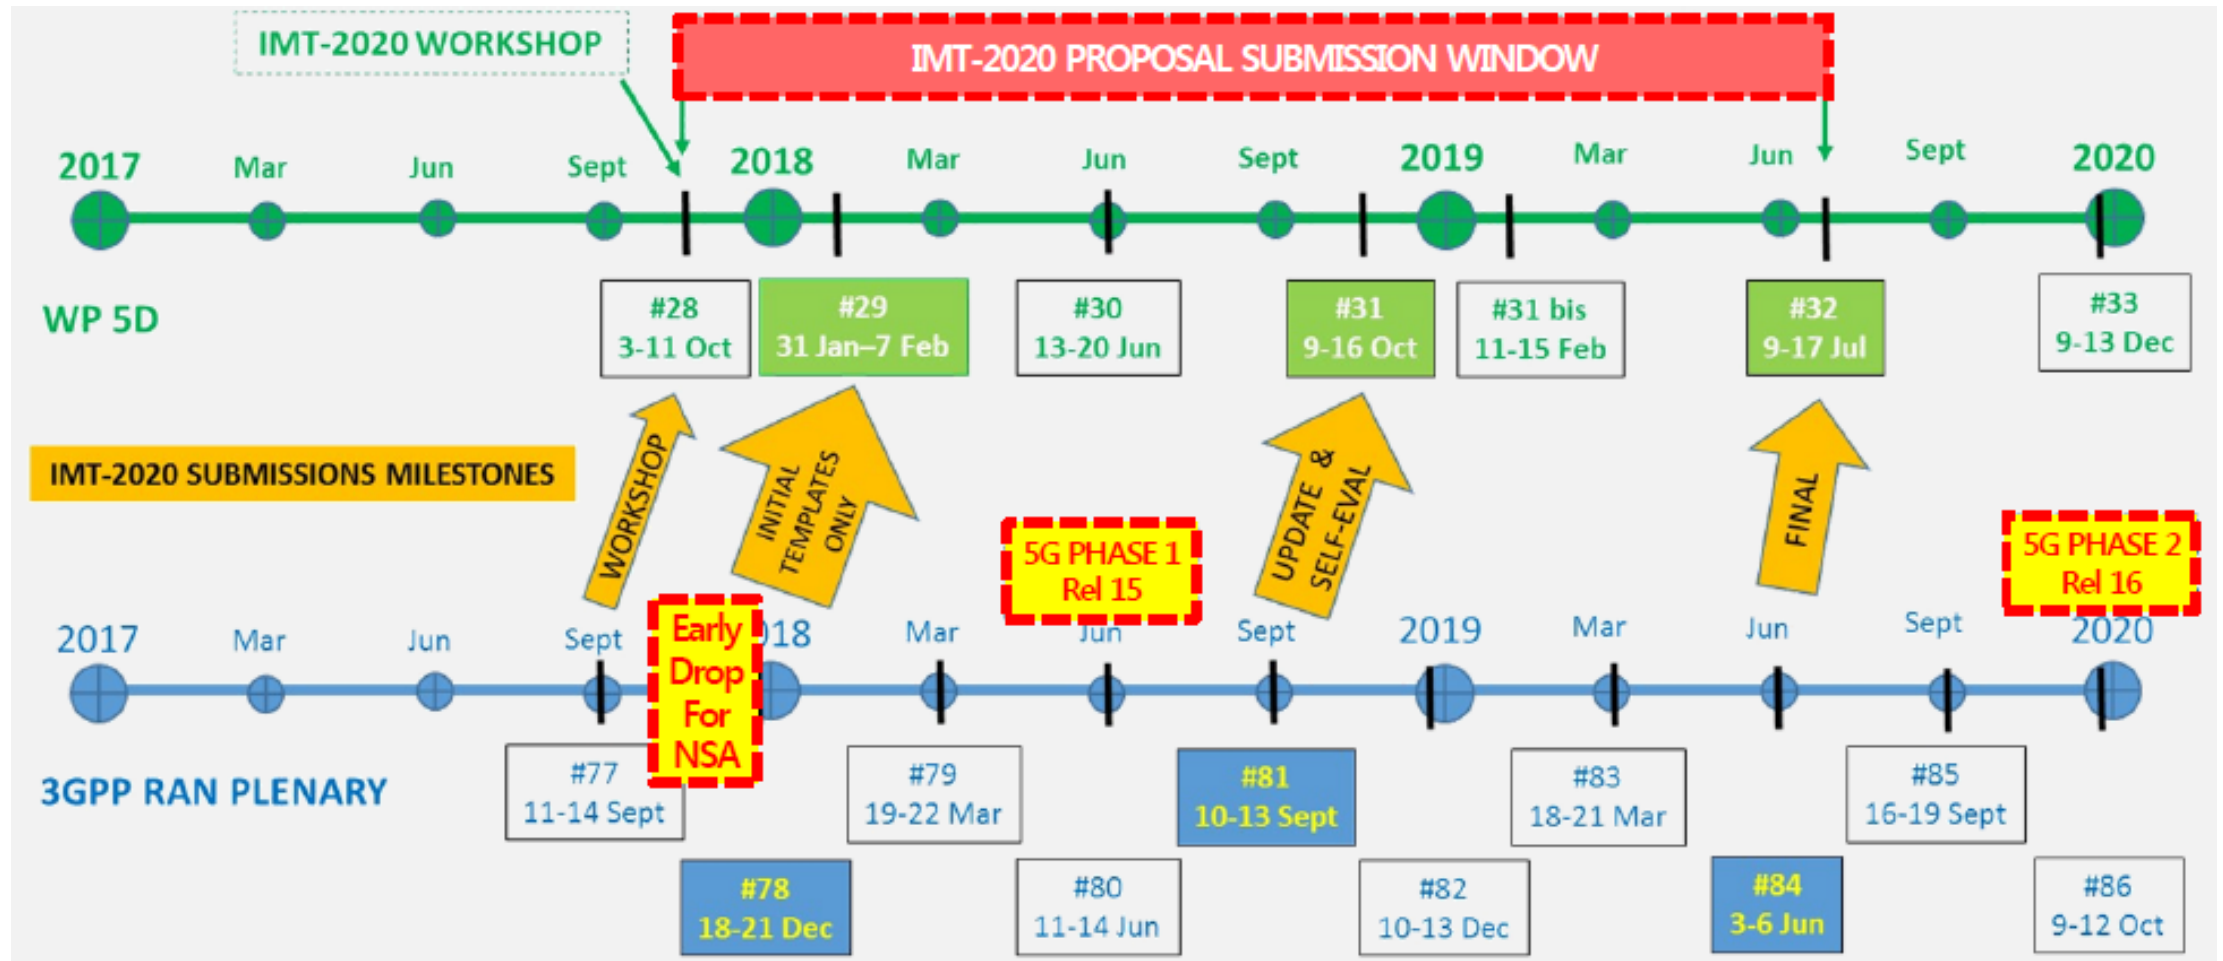 IMT-2020 WORKSHOP
IMT-2020 PROPOSAL SUBMISSION WINDOW
2017 Mar Jun Sept 2018 Mar Jun Sept 2019 Mar Jun Sept 2020
WP 5D
#28
3-11 Oct
#29
31 Jan–7 Feb
#30
13-20 Jun
#31
9-16 Oct
#31 bis
11-15 Feb
#32
9-17 Jul
#33
9-13 Dec
IMT-2020 SUBMISSIONS MILESTONES
WORKSHOP
INITIAL
TEMPLATES
ONLY
UPDATE &
SELF-EVAL
FINAL
5G PHASE 1
Rel 15
5G PHASE 2
Rel 16
Early
Drop
For
NSA
2017 Mar Jun Sept 018 Mar Jun Sept 2019 Mar Jun Sept 2020
3GPP RAN PLENARY
#77
11-14 Sept
#79
19-22 Mar
#81
10-13 Sept
#83
18-21 Mar
#85
16-19 Sept
#78
18-21 Dec
#80
11-14 Jun
#82
10-13 Dec
#84
3-6 Jun
#86
9-12 Oct